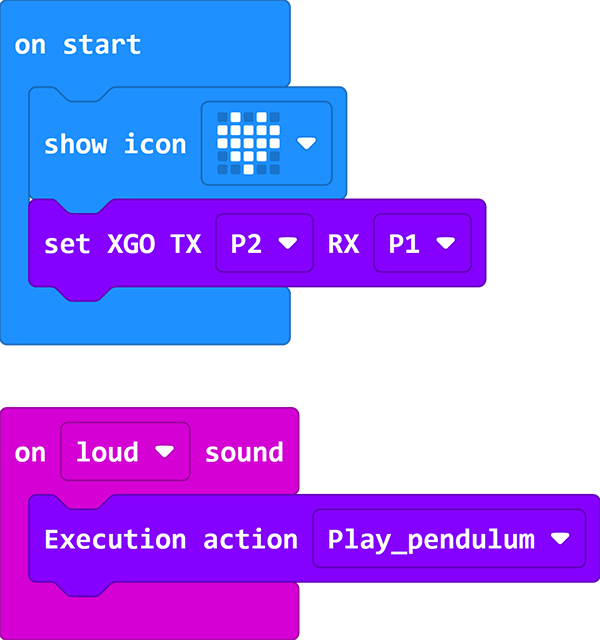 on start
show icon
set XGO TX P2 RX P1
on loud sound
Execution action Play_pendulum